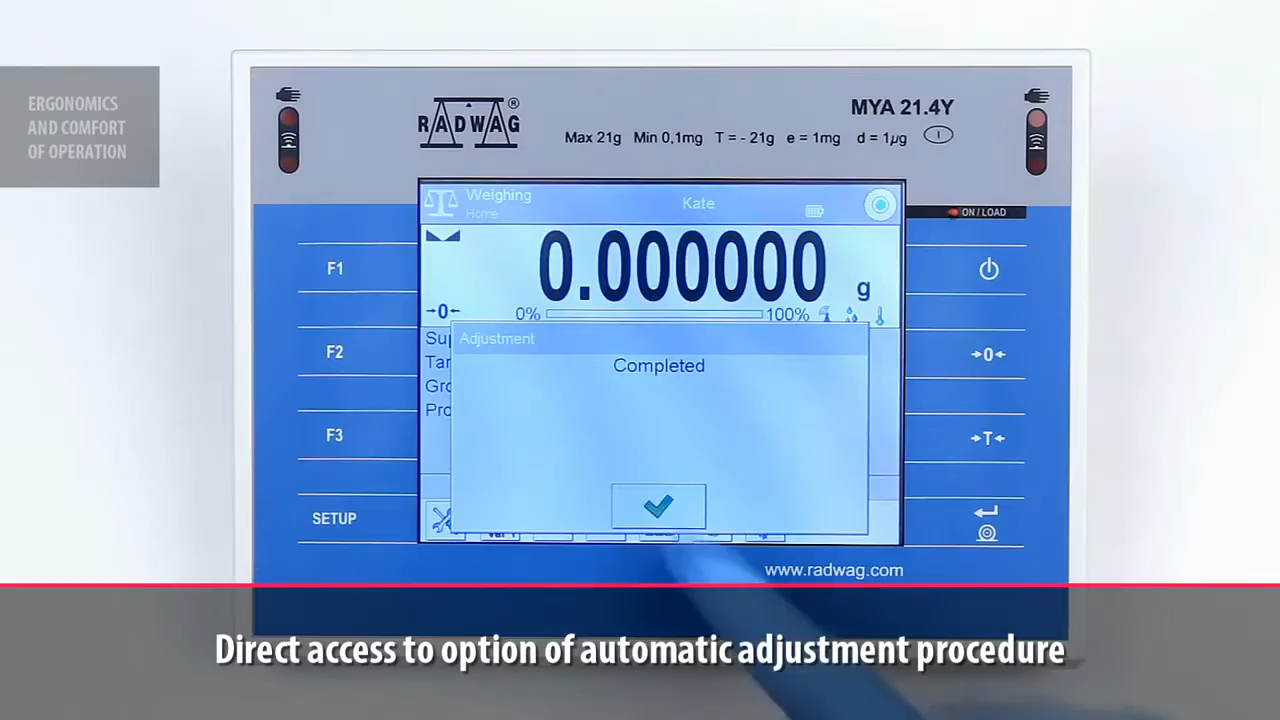 ERGONOMICS
AND COMFORT
OF OPERATION
RADWAG®
MYA 21.4Y
Max 21g Min 0,1mg T = - 21g e = 1mg d = 1µg
I
ON / LOAD
Weighing
Home
Kate
0.000000 g
→0←
0% 100%
Adjustment
Completed
F1
F2
F3
SETUP
→0←
→T←
www.radwag.com
Direct access to option of automatic adjustment procedure